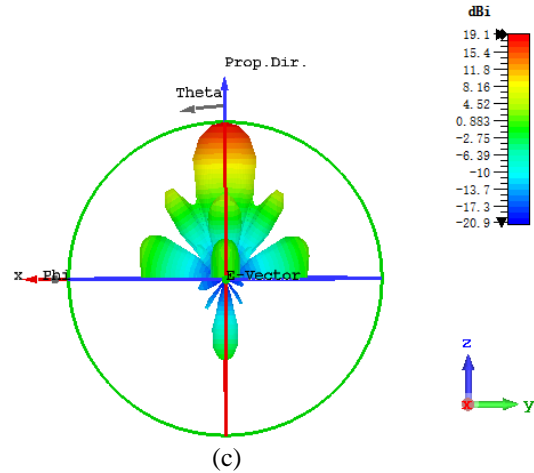 dBi
19.1
15.4
11.8
8.16
4.52
0.883
-2.75
-6.39
-10
-13.7
-17.3
-20.9
Prop.Dir.
Theta
x Phi
E-Vector
z
x y
(c)